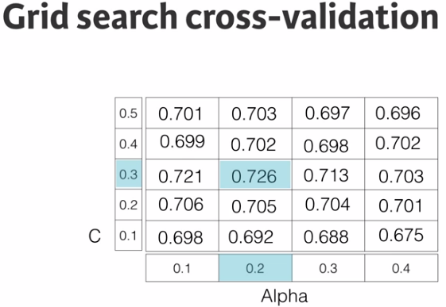 Grid search cross-validation
0.5 0.701 0.703 0.697 0.696
0.4 0.699 0.702 0.698 0.702
0.3 0.721 0.726 0.713 0.703
0.2 0.706 0.705 0.704 0.701
C 0.1 0.698 0.692 0.688 0.675
0.1 0.2 0.3 0.4
Alpha